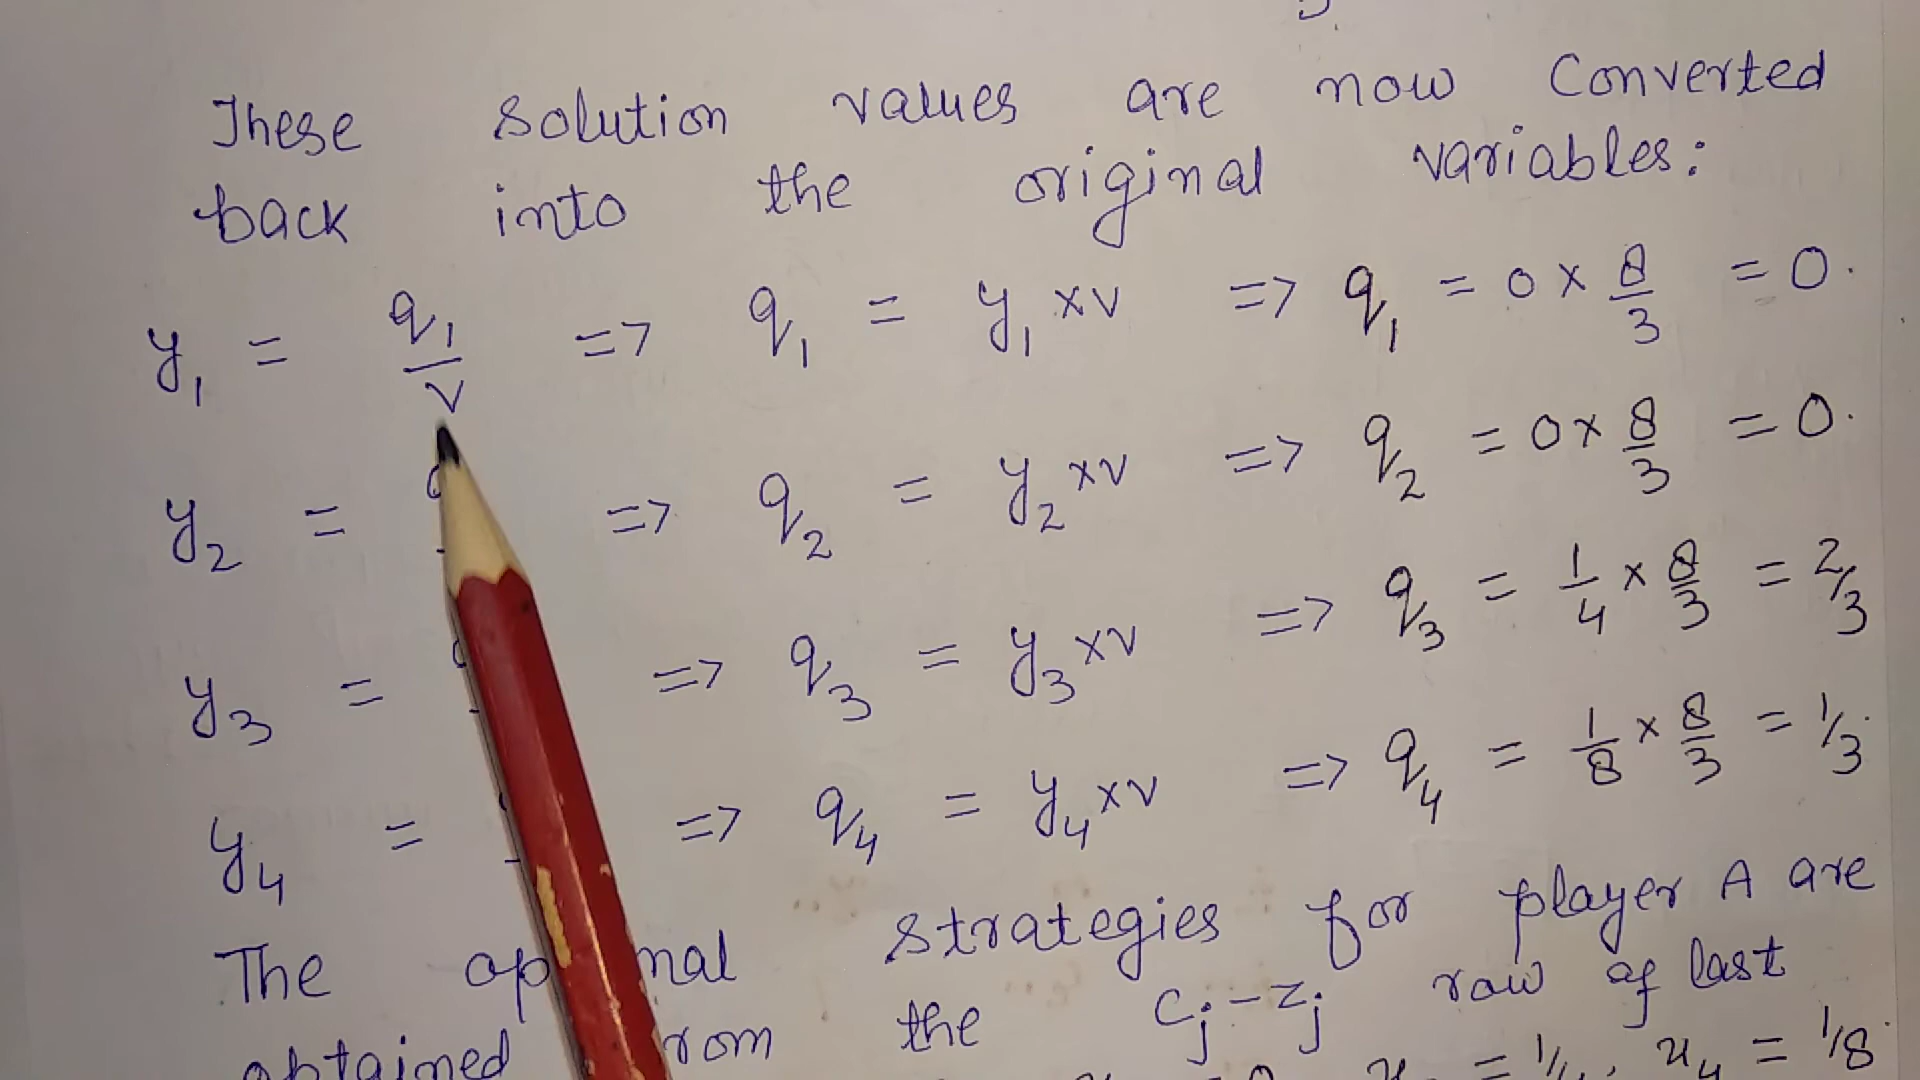 These solution values are now Converted
back into the original variables:
y₁ = q₁/v => q₁ = y₁ × v => q₁ = 0 × 8/3 = 0.
y₂ = => q₂ = y₂ × v => q₂ = 0 × 8/3 = 0.
y₃ = => q₃ = y₃ × v => q₃ = 1/4 × 8/3 = 2/3
y₄ = => q₄ = y₄ × v => q₄ = 1/8 × 8/3 = 1/3.
The strategies for player A are
obtained the Cj - Zj row of last
x₄ = 1/8.